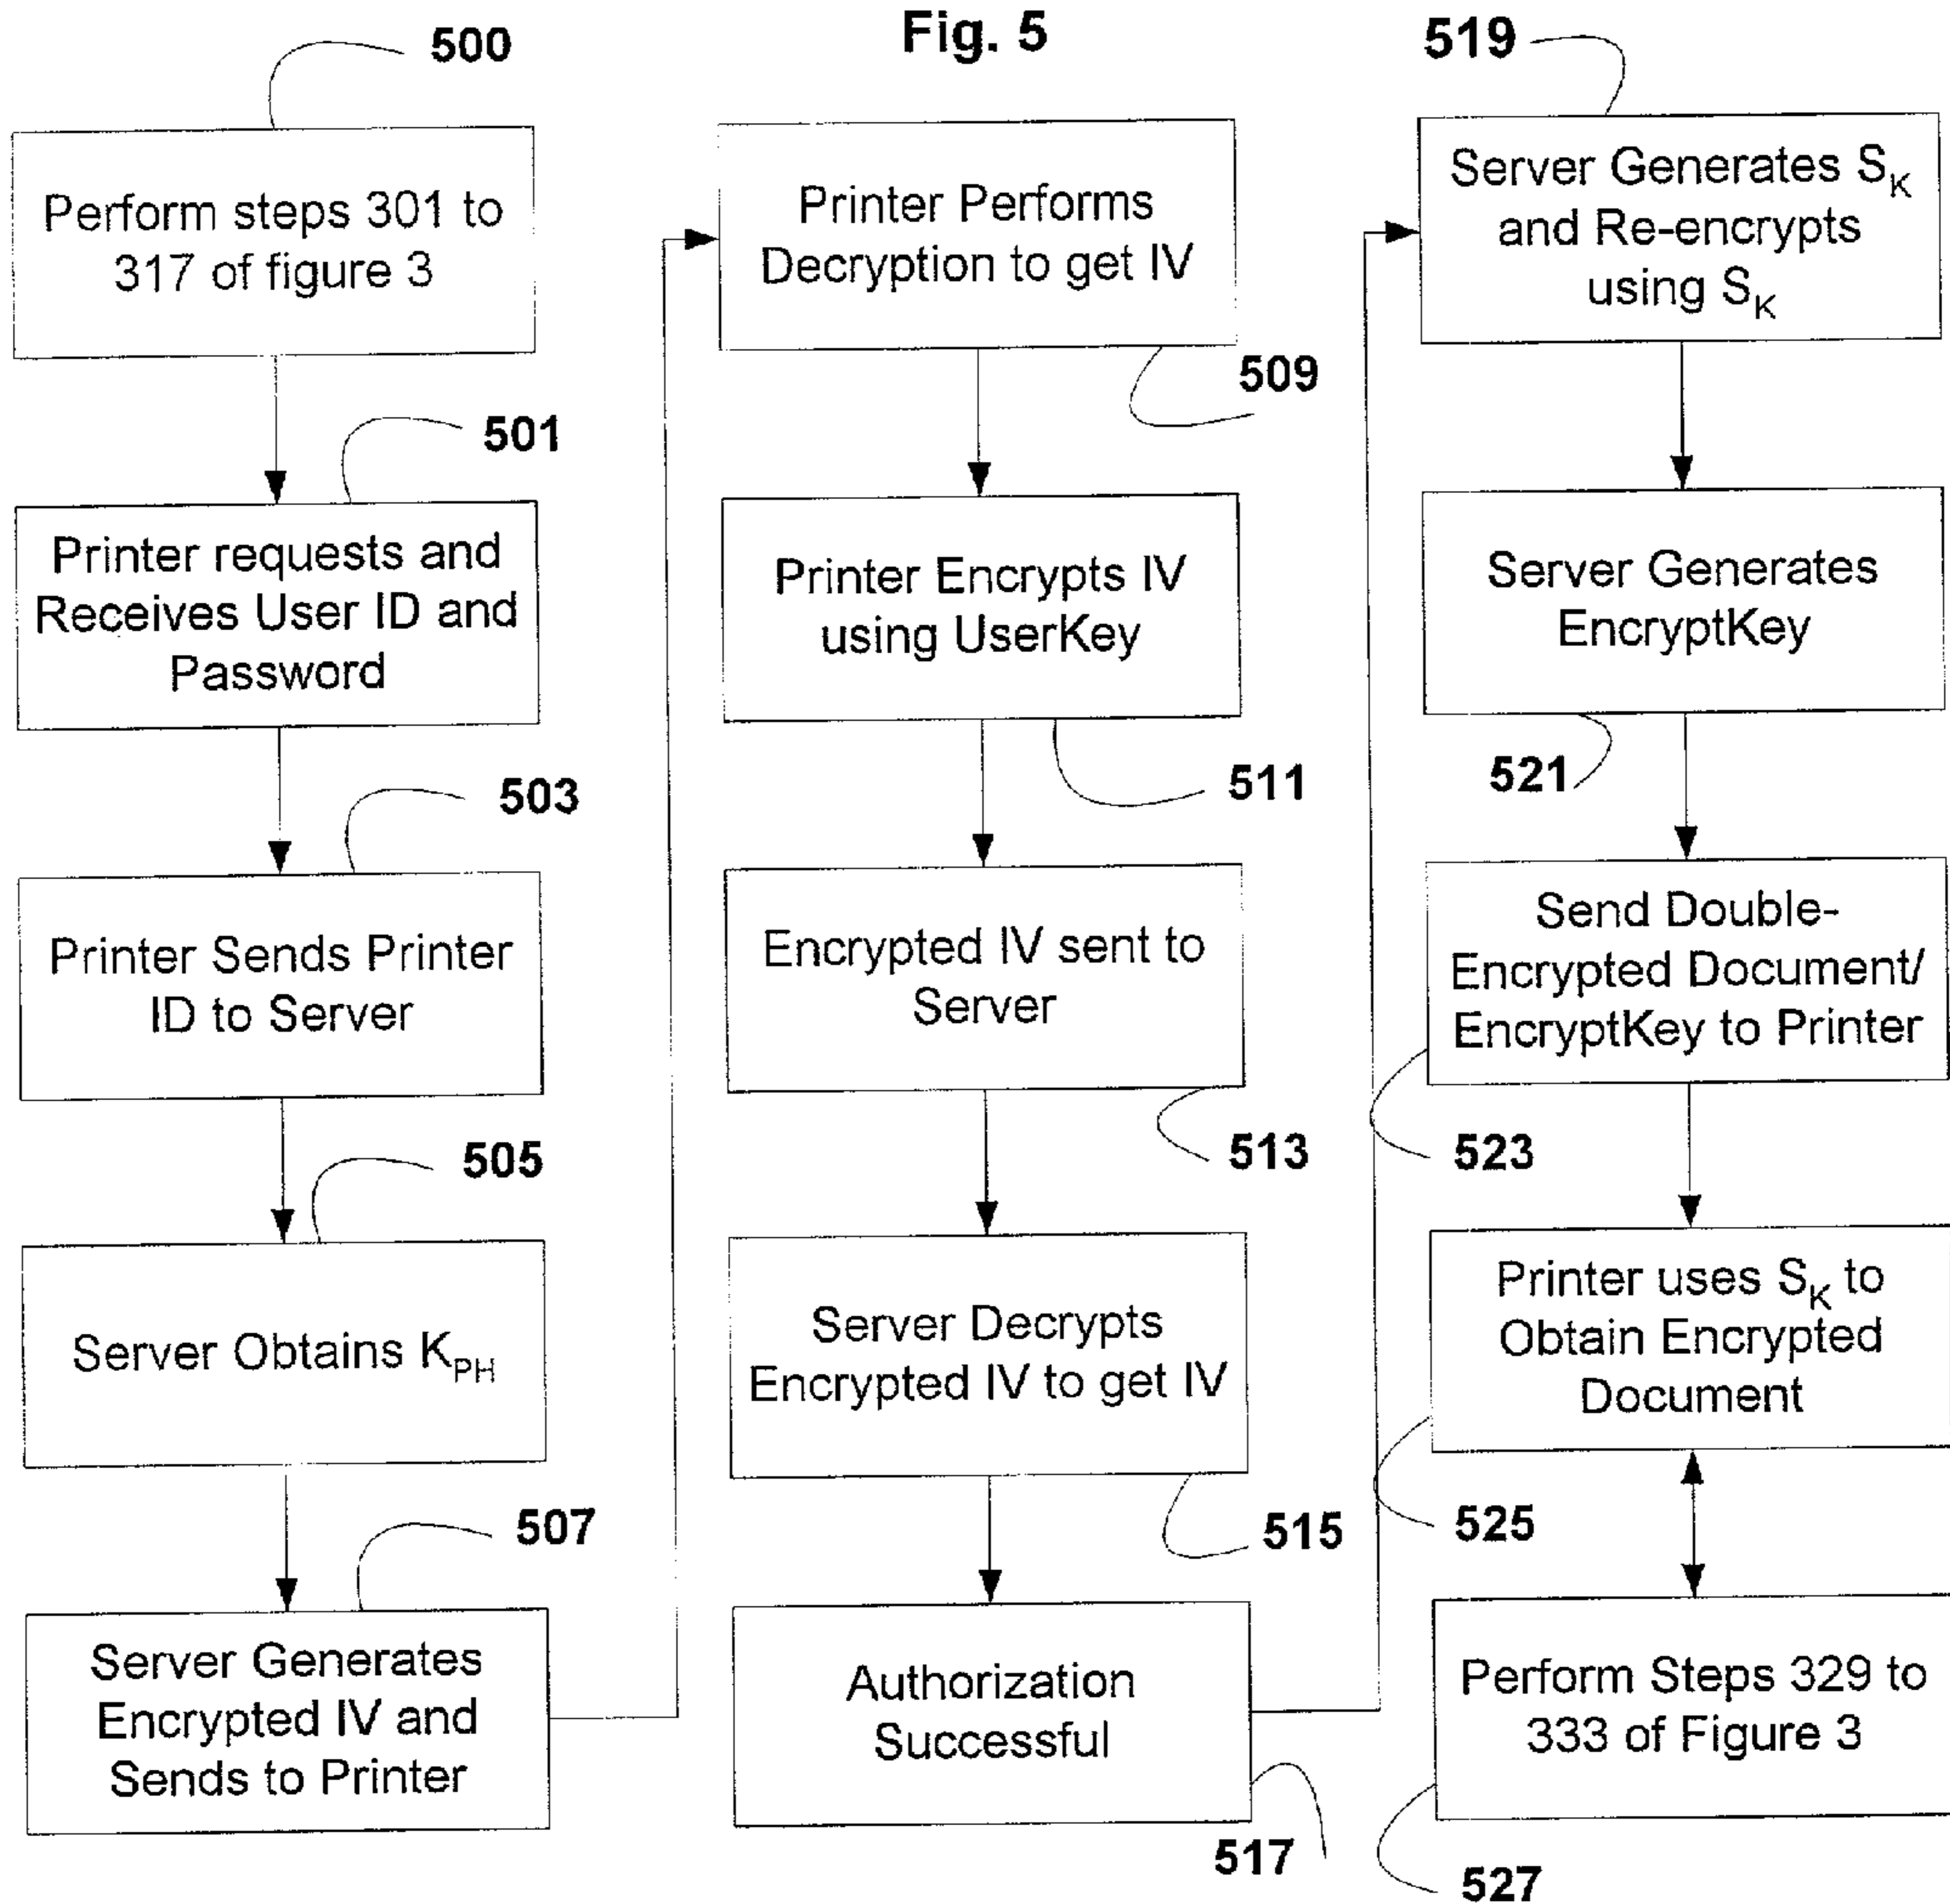 Fig. 5
500
Perform steps 301 to
317 of figure 3
501
Printer requests and
Receives User ID and
Password
503
Printer Sends Printer
ID to Server
505
Server Obtains K_PH
507
Server Generates
Encrypted IV and
Sends to Printer
Printer Performs
Decryption to get IV
509
Printer Encrypts IV
using UserKey
511
Encrypted IV sent to
Server
513
Server Decrypts
Encrypted IV to get IV
515
Authorization
Successful
517
519
Server Generates S_K
and Re-encrypts
using S_K
Server Generates
EncryptKey
521
Send Double-
Encrypted Document/
EncryptKey to Printer
523
Printer uses S_K to
Obtain Encrypted
Document
525
Perform Steps 329 to
333 of Figure 3
527